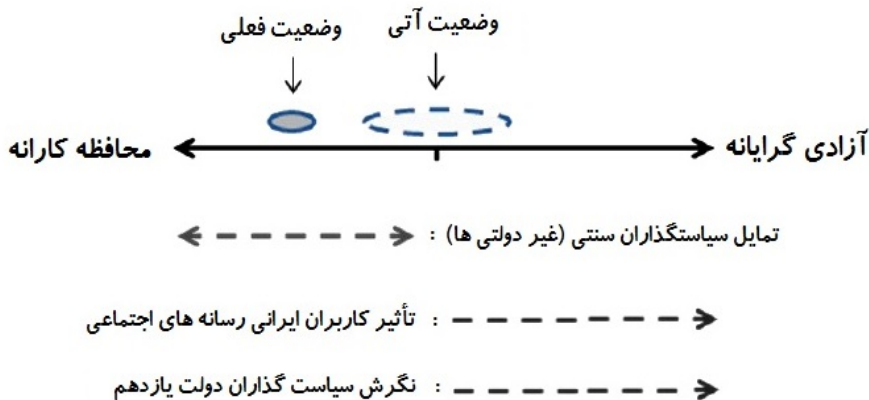 وضعیت آتی
وضعیت فعلی
آزادی گرایانه
محافظه کارانه
تمایل سیاستگذاران سنتی (غیر دولتی ها) :
تأثیر کاربران ایرانی رسانه های اجتماعی :
نگرش سیاست گذاران دولت یازدهم :